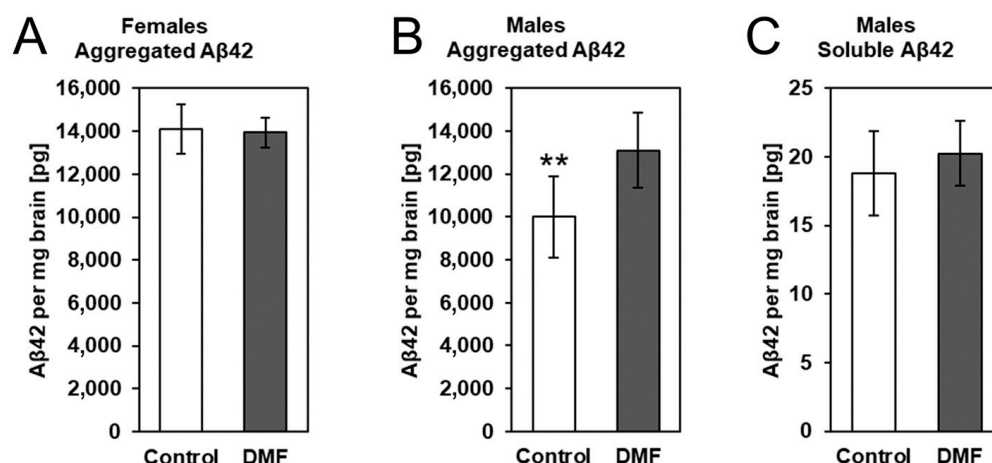 A
Females
Aggregated Aβ42
Aβ42 per mg brain [pg]
16,000
14,000
12,000
10,000
8,000
6,000
4,000
2,000
0
Control DMF
B
Males
Aggregated Aβ42
Aβ42 per mg brain [pg]
16,000
14,000
12,000
10,000
8,000
6,000
4,000
2,000
0
**
Control DMF
C
Males
Soluble Aβ42
Aβ42 per mg brain [pg]
25
20
15
10
5
0
Control DMF